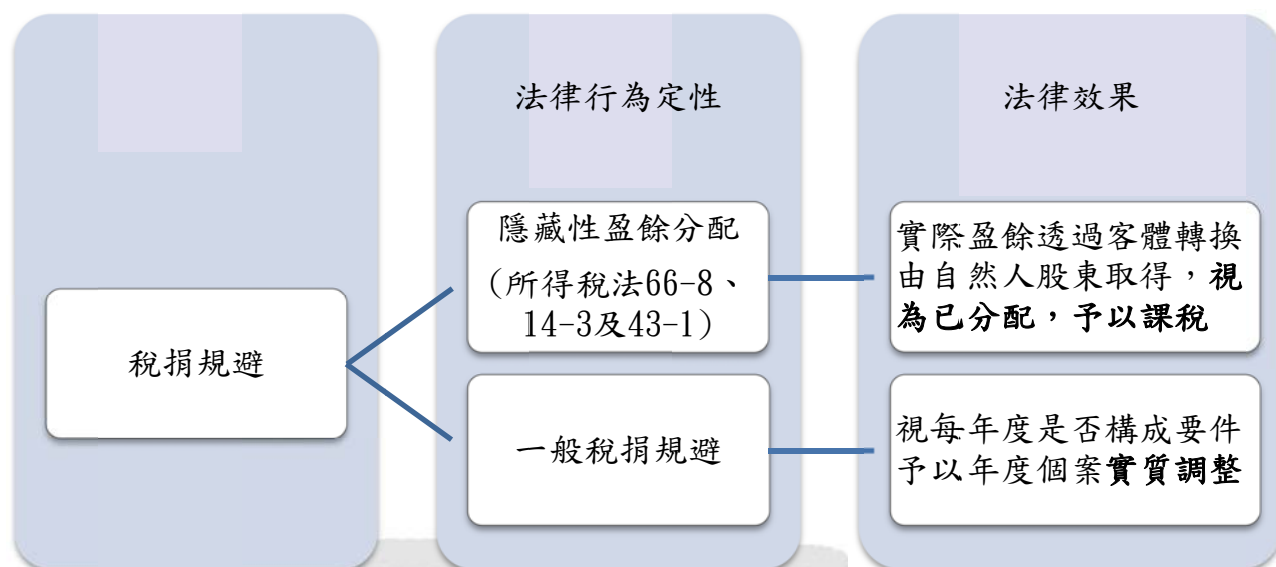 法律行為定性
法律效果
稅捐規避
隱藏性盈餘分配
(所得稅法66-8、
14-3及43-1)
實際盈餘透過客體轉換
由自然人股東取得，視
為已分配，予以課稅
一般稅捐規避
視每年度是否構成要件
予以年度個案實質調整